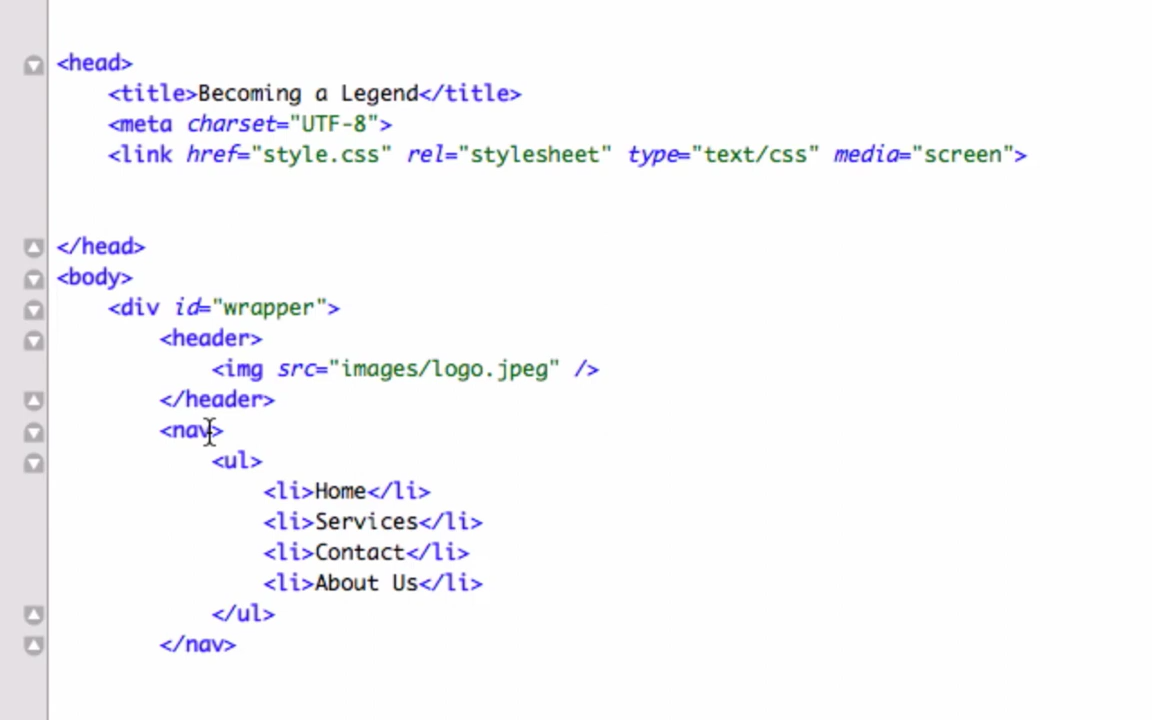 <head>
<title>Becoming a Legend</title>
<meta charset="UTF-8">
<link href="style.css" rel="stylesheet" type="text/css" media="screen">
</head>
<body>
<div id="wrapper">
<header>
<img src="images/logo.jpeg" />
</header>
<nav>
<ul>
<li>Home</li>
<li>Services</li>
<li>Contact</li>
<li>About Us</li>
</ul>
</nav>